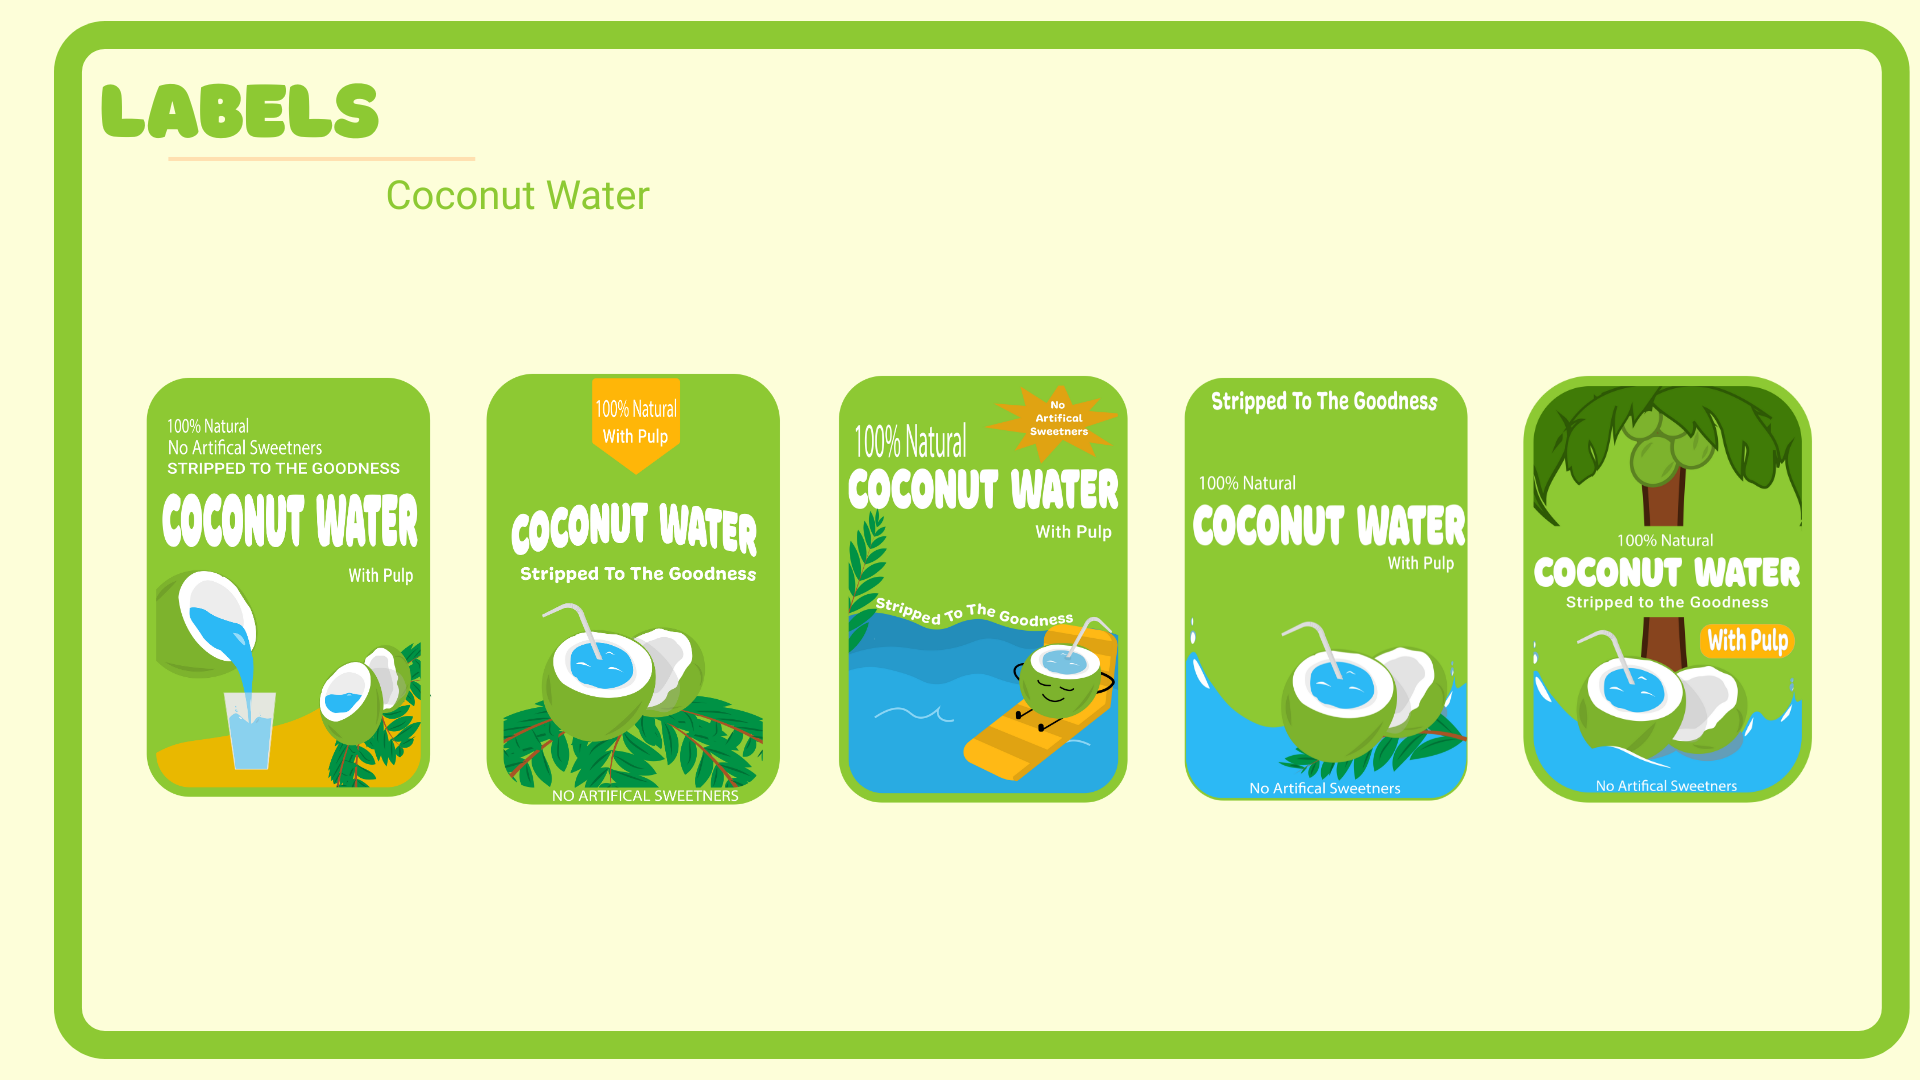 LABELS
Coconut Water
100% Natural
No Artifical Sweetners
STRIPPED TO THE GOODNESS
COCONUT WATER
With Pulp
100% Natural
With Pulp
COCONUT WATER
Stripped To The Goodness
NO ARTIFICAL SWEETNERS
No
Artifical
Sweetners
100% Natural
COCONUT WATER
With Pulp
Stripped To The Goodness
Stripped To The Goodness
100% Natural
COCONUT WATER
With Pulp
No Artifical Sweetners
100% Natural
COCONUT WATER
Stripped to the Goodness
With Pulp
No Artifical Sweetners